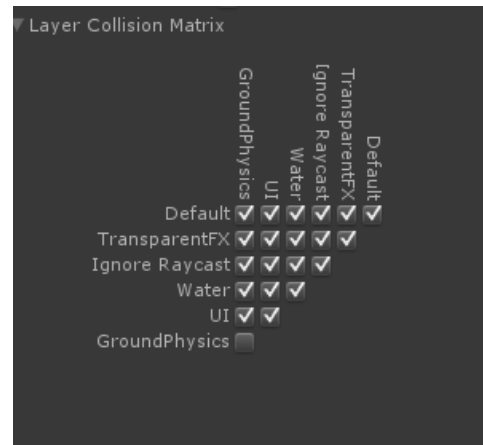 Layer Collision Matrix
GroundPhysics
UI
Water
Ignore Raycast
TransparentFX
Default
Default
TransparentFX
Ignore Raycast
Water
UI
GroundPhysics